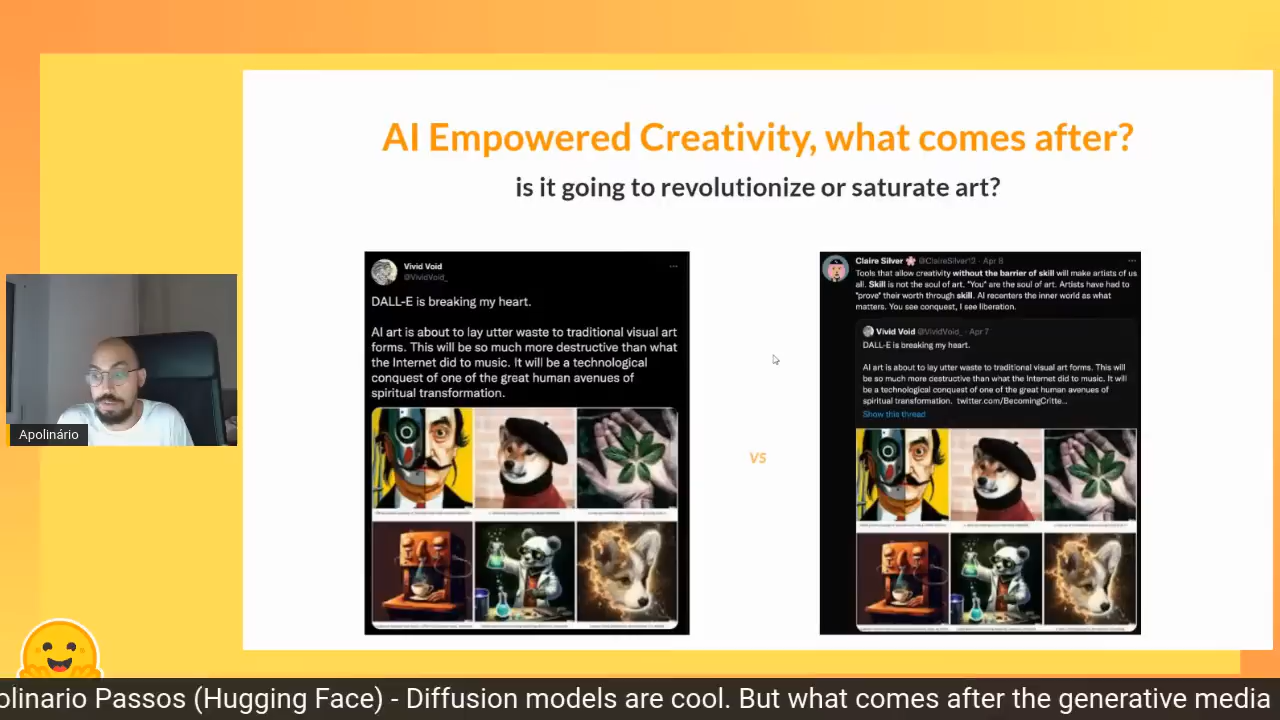 AI Empowered Creativity, what comes after?
is it going to revolutionize or saturate art?
Vivid Void
@VividVoid_
DALL-E is breaking my heart.
AI art is about to lay utter waste to traditional visual art
forms. This will be so much more destructive than what
the Internet did to music. It will be a technological
conquest of one of the great human avenues of
spiritual transformation.
vs
Claire Silver @ClaireSilver12 · Apr 8
Tools that allow creativity without the barrier of skill will make artists of us
all. Skill is not the soul of art. "You" are the soul of art. Artists have had to
"prove" their worth through skill. AI recenters the inner world as what
matters. You see conquest, I see liberation.
Vivid Void @VividVoid_ · Apr 7
DALL-E is breaking my heart.
AI art is about to lay utter waste to traditional visual art forms. This will
be so much more destructive than what the Internet did to music. It will
be a technological conquest of one of the great human avenues of
spiritual transformation. twitter.com/BecomingCritte...
Show this thread
Apolinário
olinario Passos (Hugging Face) - Diffusion models are cool. But what comes after the generative media